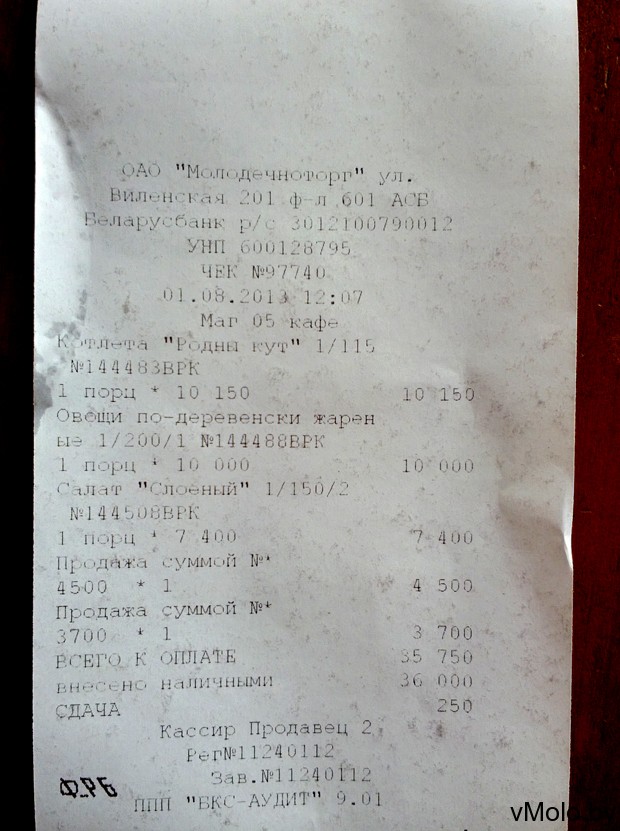 ОАО "Молодечноторг" ул.
Виленская 201 ф-л 601 АСБ
Беларусбанк р/с 3012100790012
УНП 600128795
ЧЕК №97740
01.08.2013 12:07
Маг 05 кафе
Котлета "Родны кут" 1/115
№144483ВРК
1 порц * 10 150 10 150
Овощи по-деревенски жарен
ые 1/200/1 №144488ВРК
1 порц * 10 000 10 000
Салат "Слоеный" 1/150/2
№144508ВРК
1 порц * 7 400 7 400
Продажа суммой №*
4500 * 1 4 500
Продажа суммой №*
3700 * 1 3 700
ВСЕГО К ОПЛАТЕ 35 750
внесено наличными 36 000
СДАЧА 250
Кассир Продавец 2
Рег№11240112
Зав.№11240112
ППП "БКС-АУДИТ" 9.01
vMolo.by